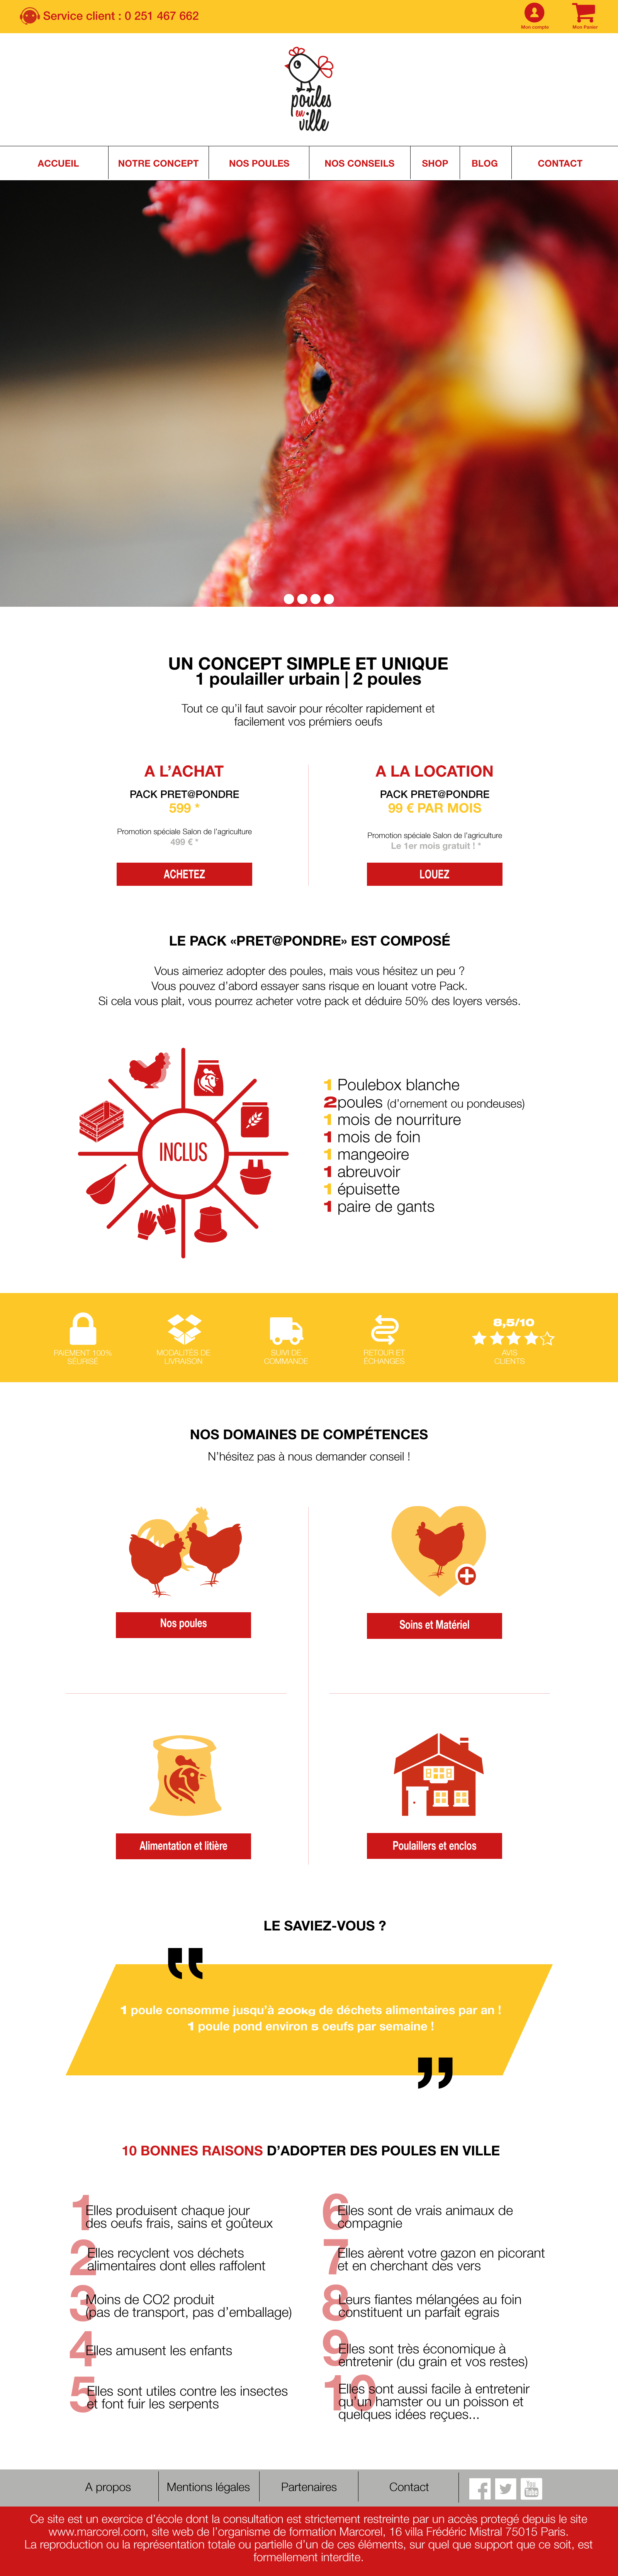 Service client : 0 251 467 662
Mon compte
Mon Panier
poules
en
ville
ACCUEIL
NOTRE CONCEPT
NOS POULES
NOS CONSEILS
SHOP
BLOG
CONTACT
UN CONCEPT SIMPLE ET UNIQUE
1 poulailler urbain | 2 poules
Tout ce qu'il faut savoir pour récolter rapidement et
facilement vos prémiers oeufs
A L'ACHAT
PACK PRET@PONDRE
599 *
Promotion spéciale Salon de l'agriculture
499 € *
ACHETEZ
A LA LOCATION
PACK PRET@PONDRE
99 € PAR MOIS
Promotion spéciale Salon de l'agriculture
Le 1er mois gratuit ! *
LOUEZ
LE PACK «PRET@PONDRE» EST COMPOSÉ
Vous aimeriez adopter des poules, mais vous hésitez un peu ?
Vous pouvez d'abord essayer sans risque en louant votre Pack.
Si cela vous plait, vous pourrez acheter votre pack et déduire 50% des loyers versés.
INCLUS
1 Poulebox blanche
2 poules (d'ornement ou pondeuses)
1 mois de nourriture
1 mois de foin
1 mangeoire
1 abreuvoir
1 épuisette
1 paire de gants
PAIEMENT 100%
SÉURISÉ
MODALITÉS DE
LIVRAISON
SUIVI DE
COMMANDE
RETOUR ET
ÉCHANGES
8,5/10
AVIS
CLIENTS
NOS DOMAINES DE COMPÉTENCES
N'hésitez pas à nous demander conseil !
Nos poules
Soins et Matériel
Alimentation et litière
Poulaillers et enclos
LE SAVIEZ-VOUS ?
1 poule consomme jusqu'à 200kg de déchets alimentaires par an !
1 poule pond environ 5 oeufs par semaine !
10 BONNES RAISONS D'ADOPTER DES POULES EN VILLE
1 Elles produisent chaque jour
des oeufs frais, sains et goûteux
2 Elles recyclent vos déchets
alimentaires dont elles raffolent
3 Moins de CO2 produit
(pas de transport, pas d'emballage)
4 Elles amusent les enfants
5 Elles sont utiles contre les insectes
et font fuir les serpents
6 Elles sont de vrais animaux de
compagnie
7 Elles aèrent votre gazon en picorant
et en cherchant des vers
8 Leurs fiantes mélangées au foin
constituent un parfait egrais
9 Elles sont très économique à
entretenir (du grain et vos restes)
10 Elles sont aussi facile à entretenir
qu'un hamster ou un poisson et
quelques idées reçues...
A propos
Mentions légales
Partenaires
Contact
You
Tube
Ce site est un exercice d'école dont la consultation est strictement restreinte par un accès protegé depuis le site
www.marcorel.com, site web de l'organisme de formation Marcorel, 16 villa Frédéric Mistral 75015 Paris.
La reproduction ou la représentation totale ou partielle d'un de ces éléments, sur quel que support que ce soit, est
formellement interdite.